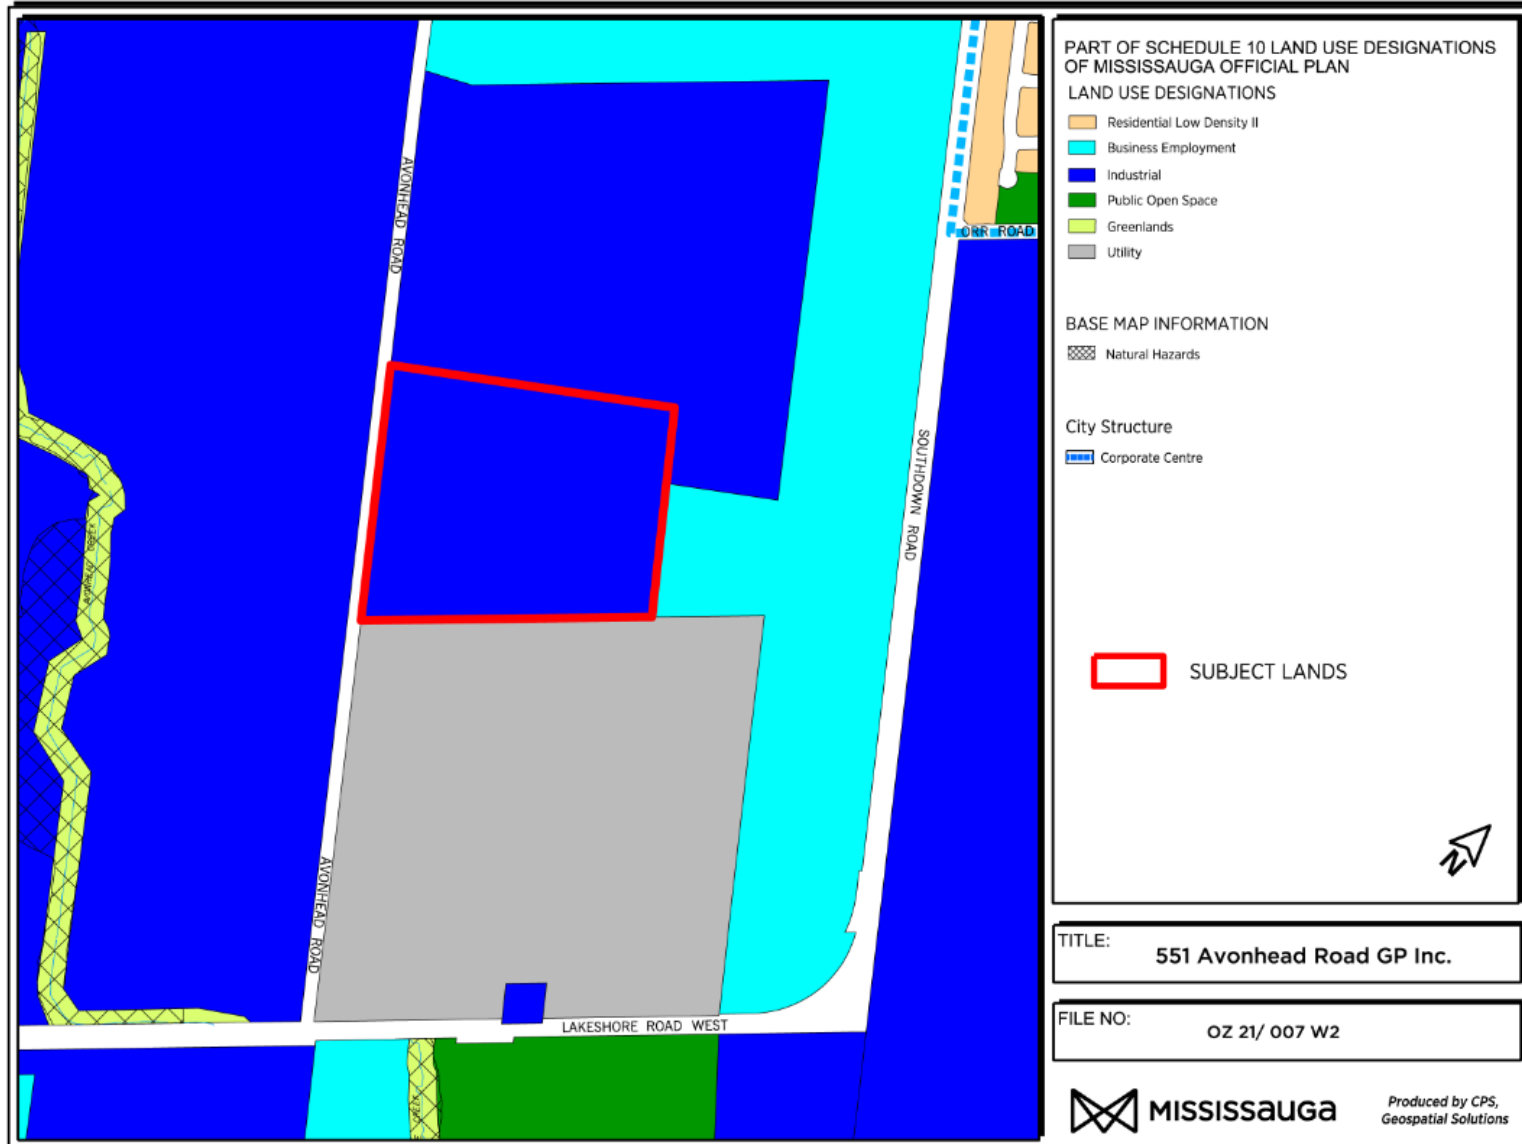 AVONHEAD ROAD
ORR ROAD
SOUTHDOWN ROAD
AVONHEAD CREEK
AVONHEAD ROAD
LAKESHORE ROAD WEST
CREEK
PART OF SCHEDULE 10 LAND USE DESIGNATIONS
OF MISSISSAUGA OFFICIAL PLAN
LAND USE DESIGNATIONS
Residential Low Density II
Business Employment
Industrial
Public Open Space
Greenlands
Utility
BASE MAP INFORMATION
Natural Hazards
City Structure
Corporate Centre
SUBJECT LANDS
N
TITLE:
551 Avonhead Road GP Inc.
FILE NO:
OZ 21/ 007 W2
MISSISSAUGA
Produced by CPS,
Geospatial Solutions